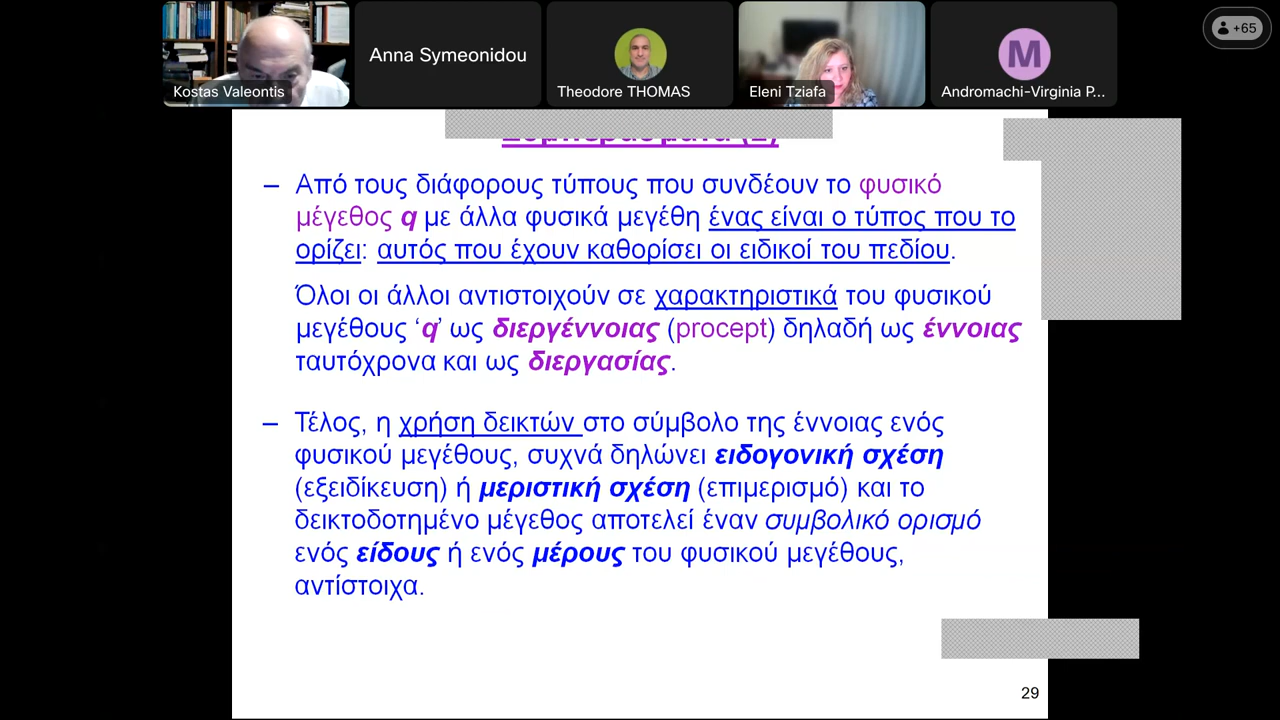 +65
Anna Symeonidou
M
Kostas Valeontis
Theodore THOMAS
Eleni Tziafa
Andromachi-Virginia P...
– Από τους διάφορους τύπους που συνδέουν το φυσικό
μέγεθος q με άλλα φυσικά μεγέθη ένας είναι ο τύπος που το
ορίζει: αυτός που έχουν καθορίσει οι ειδικοί του πεδίου.
Όλοι οι άλλοι αντιστοιχούν σε χαρακτηριστικά του φυσικού
μεγέθους ‘q’ ως διεργέννοιας (procept) δηλαδή ως έννοιας
ταυτόχρονα και ως διεργασίας.
– Τέλος, η χρήση δεικτών στο σύμβολο της έννοιας ενός
φυσικού μεγέθους, συχνά δηλώνει ειδογονική σχέση
(εξειδίκευση) ή μεριστική σχέση (επιμερισμό) και το
δεικτοδοτημένο μέγεθος αποτελεί έναν συμβολικό ορισμό
ενός είδους ή ενός μέρους του φυσικού μεγέθους,
αντίστοιχα.
29